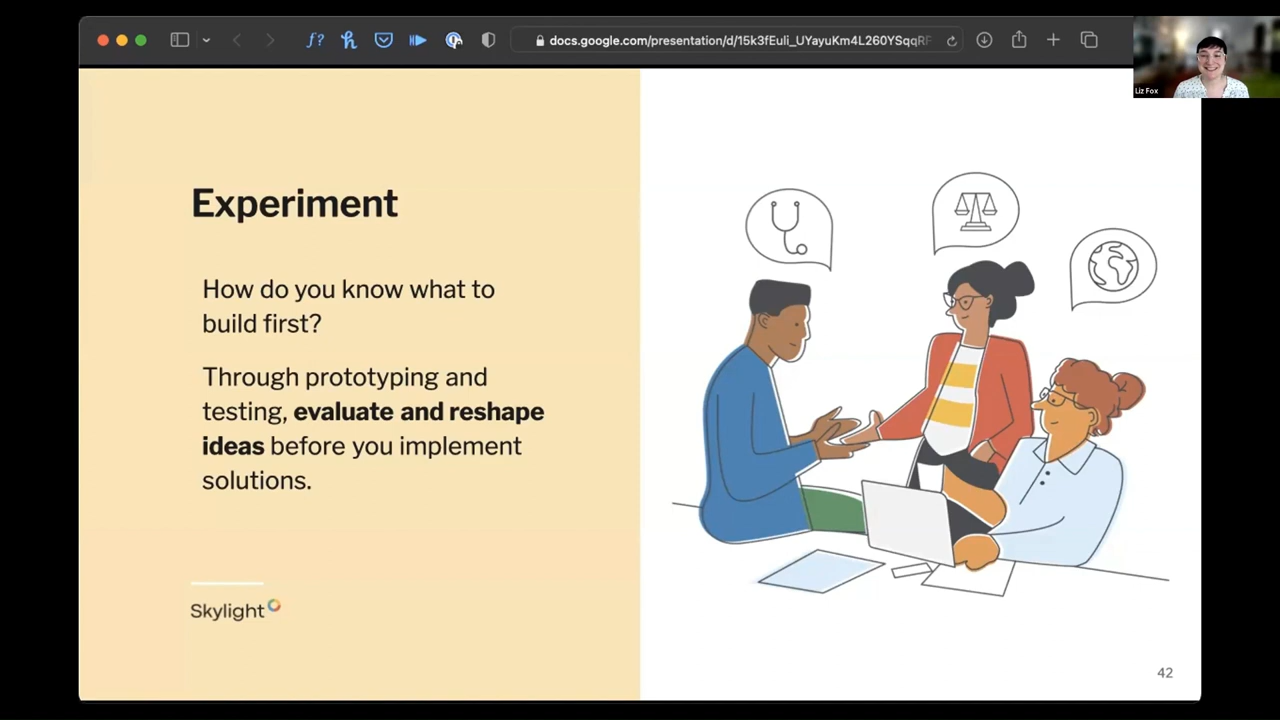 f?
docs.google.com/presentation/d/15k3fEuli_UYayuKm4L260YSqqRF
Liz Fox
Experiment
How do you know what to
build first?
Through prototyping and
testing, evaluate and reshape
ideas before you implement
solutions.
Skylight
42